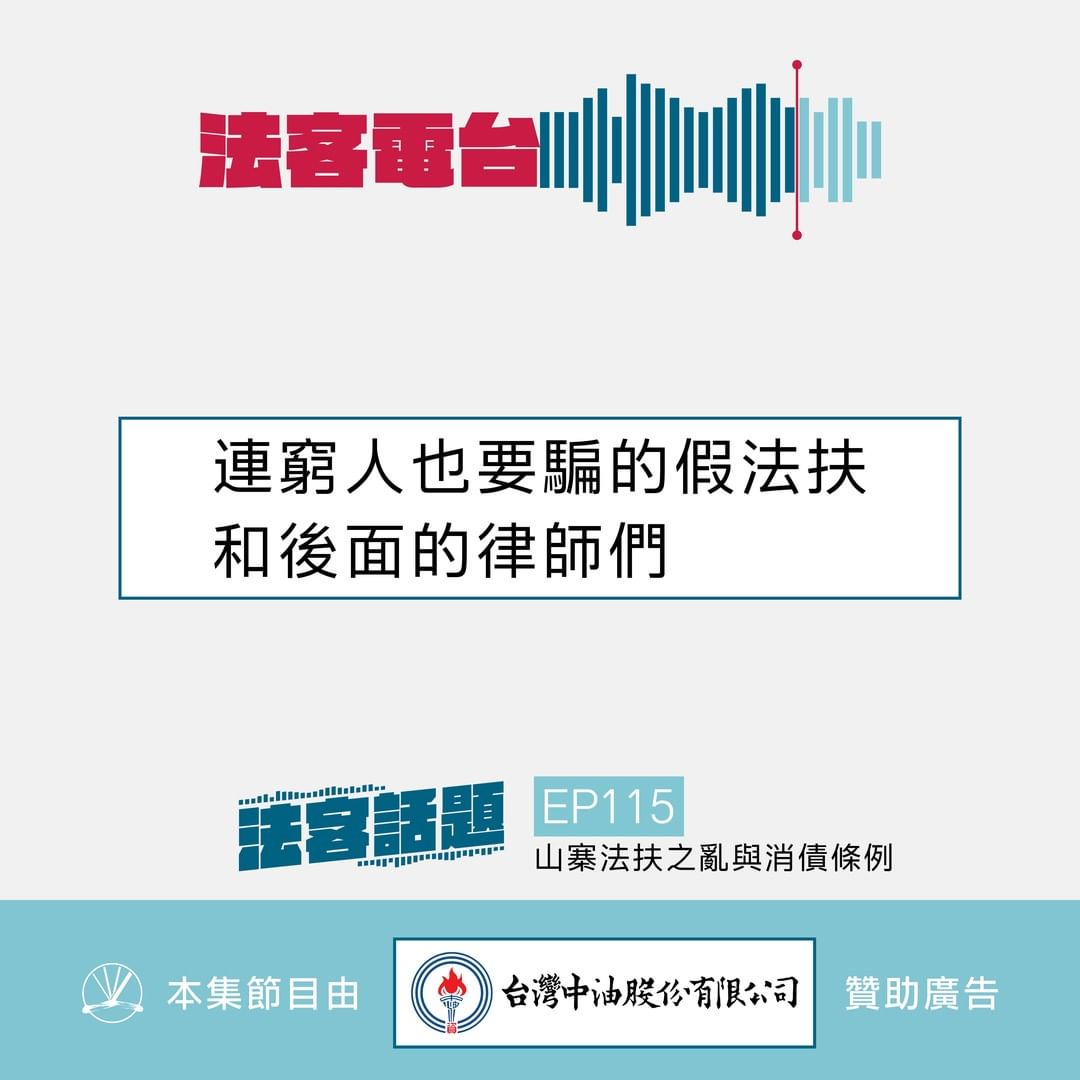 法客電台
連窮人也要騙的假法扶
和後面的律師們
法客話題
EP115
山寨法扶之亂與消債條例
本集節目由
資
台灣中油股份有限公司
贊助廣告